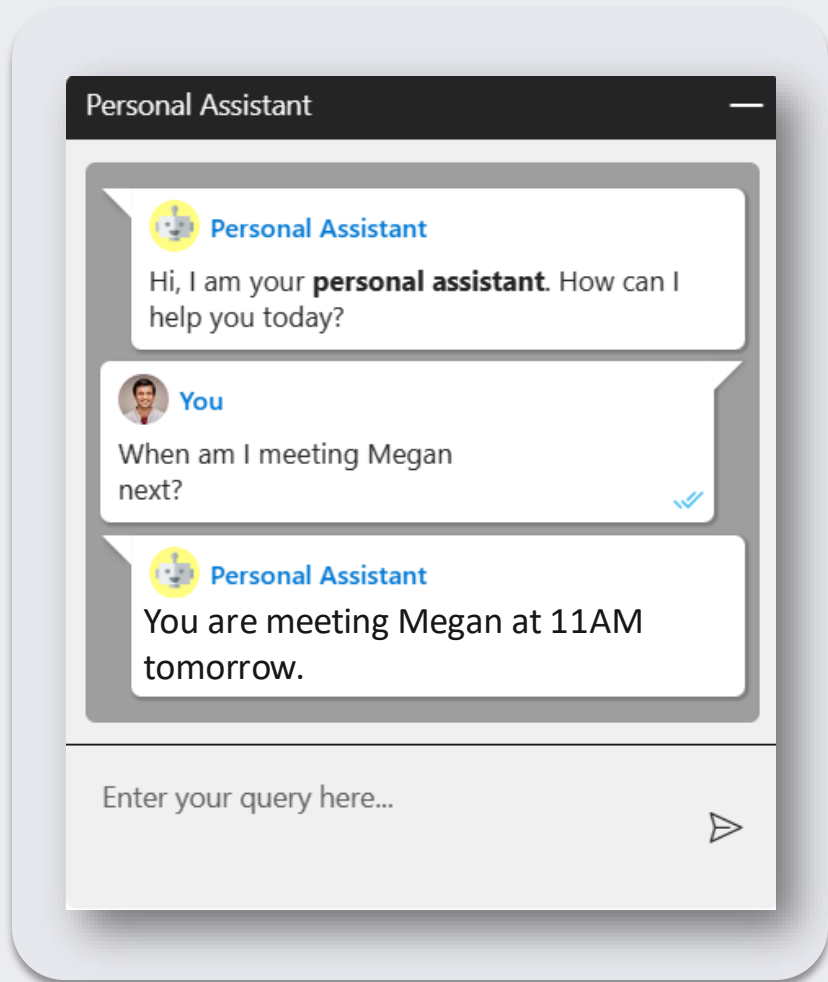 Personal Assistant
Personal Assistant
Hi, I am your personal assistant. How can I
help you today?
You
When am I meeting Megan
next?
Personal Assistant
You are meeting Megan at 11AM
tomorrow.
Enter your query here...